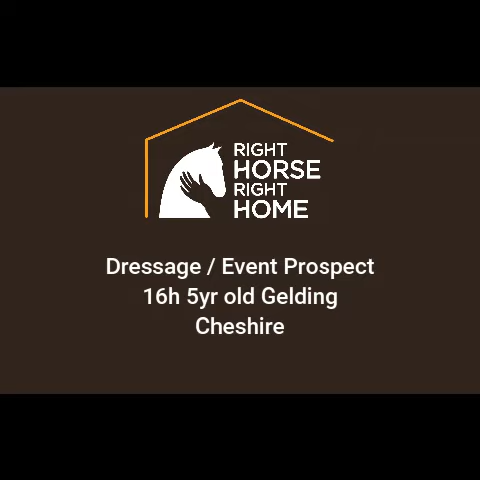 RIGHT
HORSE
RIGHT
HOME
Dressage / Event Prospect
16h 5yr old Gelding
Cheshire